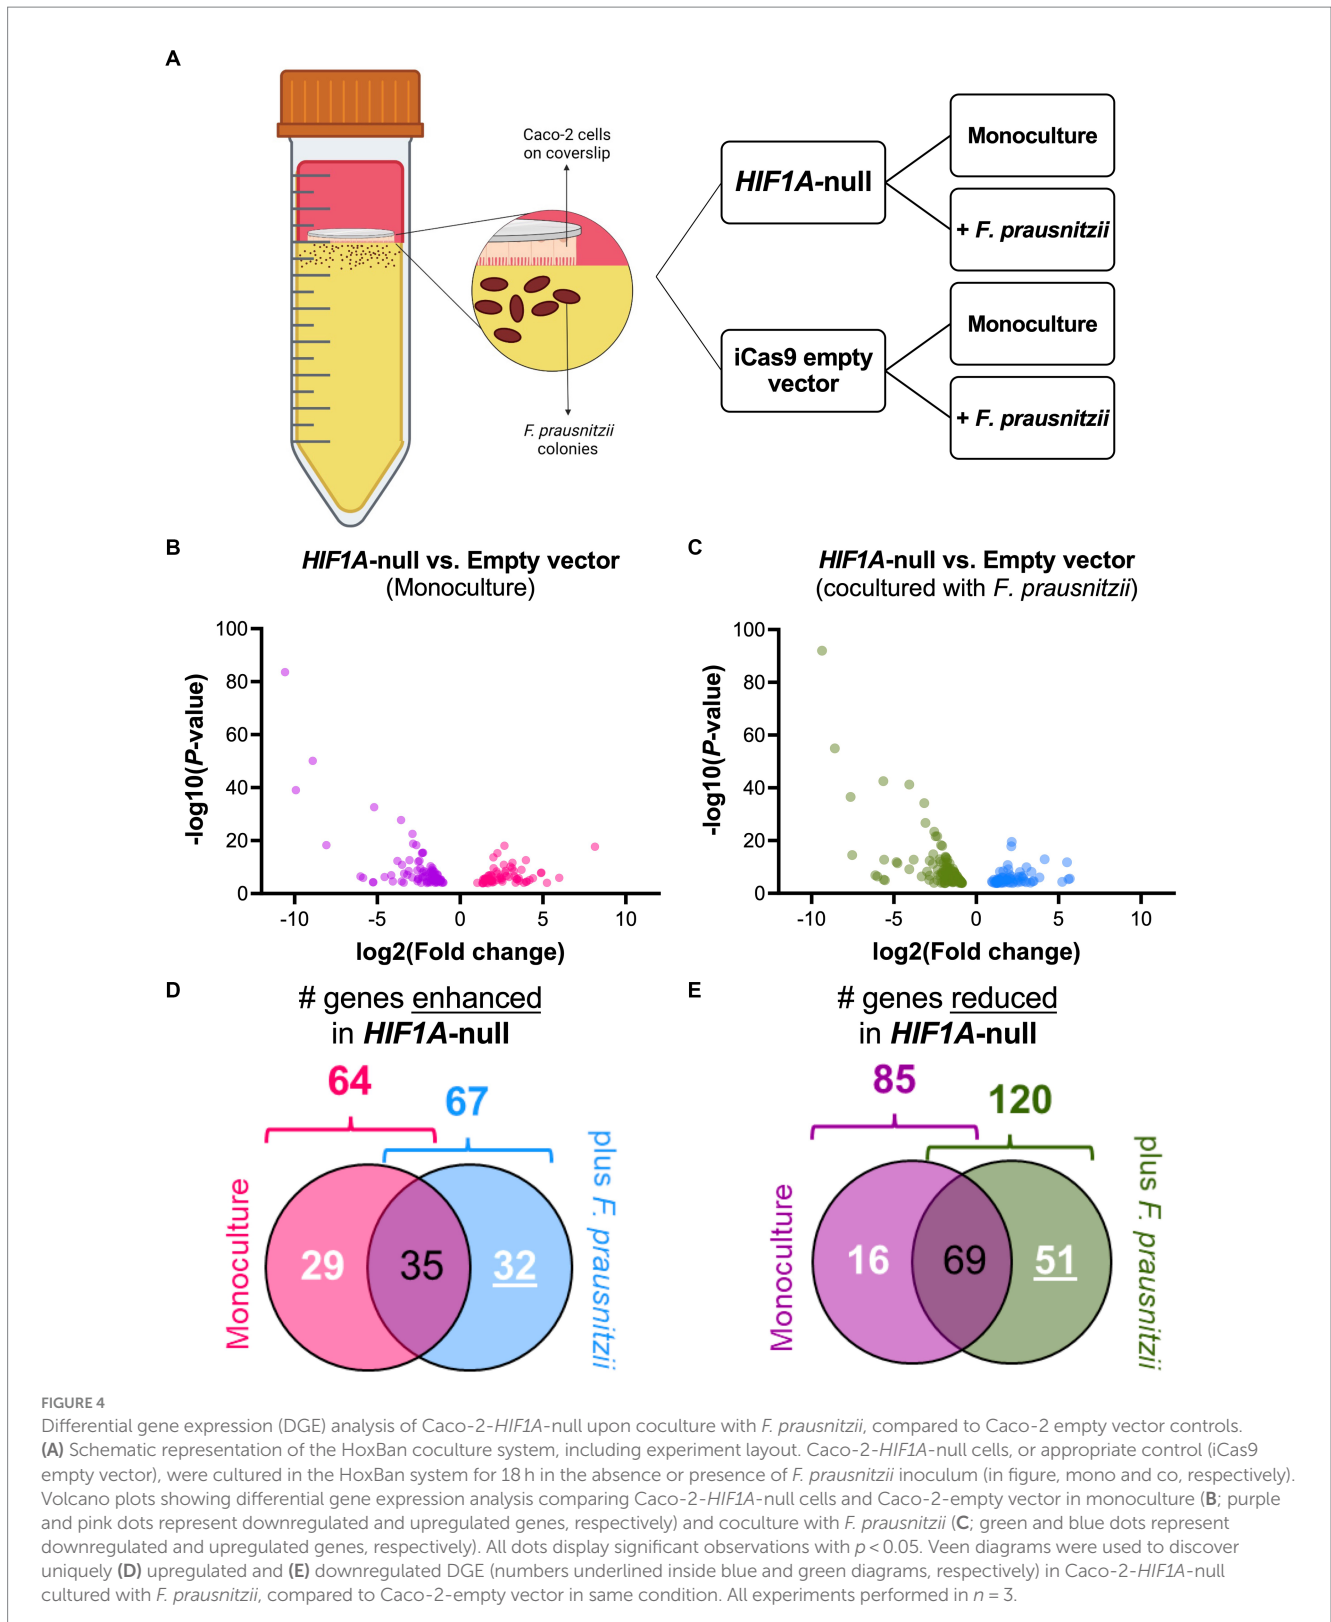 A
Caco-2 cells
on coverslip
F. prausnitzii
colonies
HIF1A-null
iCas9 empty
vector
Monoculture
+ F. prausnitzii
Monoculture
+ F. prausnitzii
B
HIF1A-null vs. Empty vector
(Monoculture)
-log10(P-value)
100
80
60
40
20
0
-10
-5
0
5
10
log2(Fold change)
C
HIF1A-null vs. Empty vector
(cocultured with F. prausnitzii)
-log10(P-value)
100
80
60
40
20
0
-10
-5
0
5
10
log2(Fold change)
D
# genes enhanced
in HIF1A-null
64
67
Monoculture
29
35
32
plus F. prausnitzii
E
# genes reduced
in HIF1A-null
85
120
Monoculture
16
69
51
plus F. prausnitzii
FIGURE 4
Differential gene expression (DGE) analysis of Caco-2-HIF1A-null upon coculture with F. prausnitzii, compared to Caco-2 empty vector controls.
(A) Schematic representation of the HoxBan coculture system, including experiment layout. Caco-2-HIF1A-null cells, or appropriate control (iCas9
empty vector), were cultured in the HoxBan system for 18 h in the absence or presence of F. prausnitzii inoculum (in figure, mono and co, respectively).
Volcano plots showing differential gene expression analysis comparing Caco-2-HIF1A-null cells and Caco-2-empty vector in monoculture (B; purple
and pink dots represent downregulated and upregulated genes, respectively) and coculture with F. prausnitzii (C; green and blue dots represent
downregulated and upregulated genes, respectively). All dots display significant observations with p < 0.05. Veen diagrams were used to discover
uniquely (D) upregulated and (E) downregulated DGE (numbers underlined inside blue and green diagrams, respectively) in Caco-2-HIF1A-null
cultured with F. prausnitzii, compared to Caco-2-empty vector in same condition. All experiments performed in n = 3.